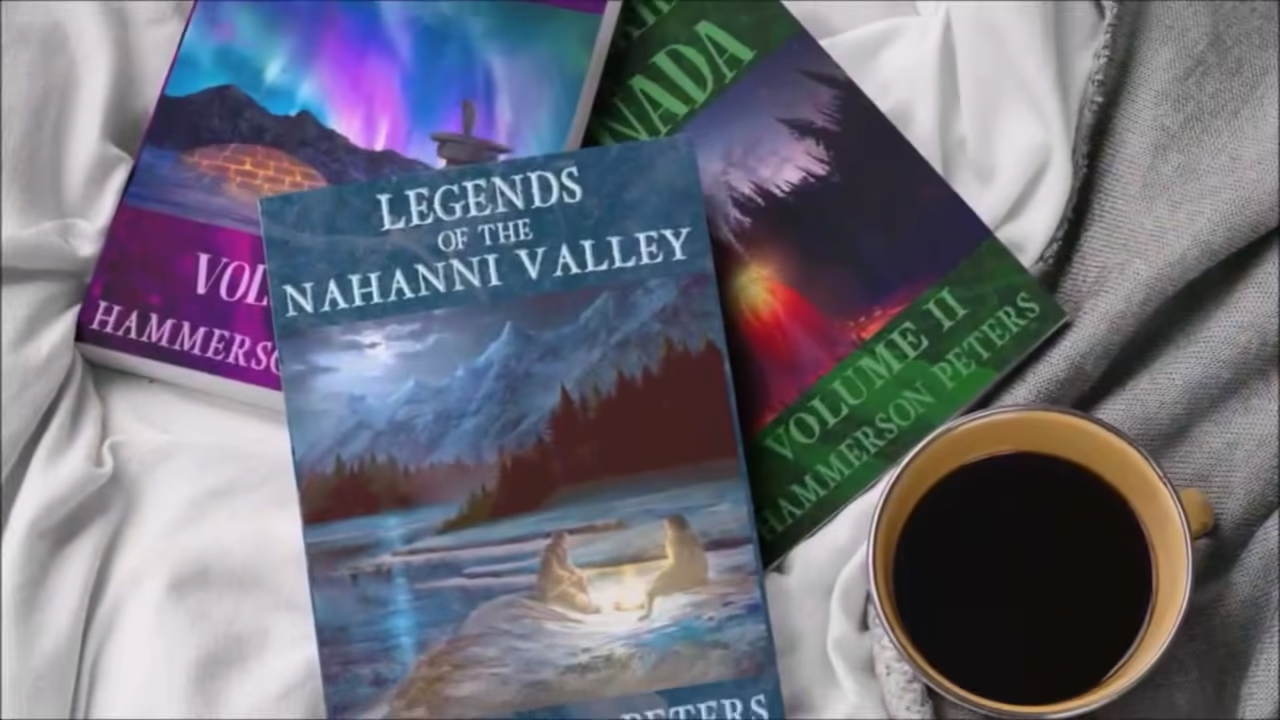 VOL
HAMMERSO
LEGENDS
OF THE
NAHANNI VALLEY
PETERS
NADA
VOLUME II
HAMMERSON PETERS